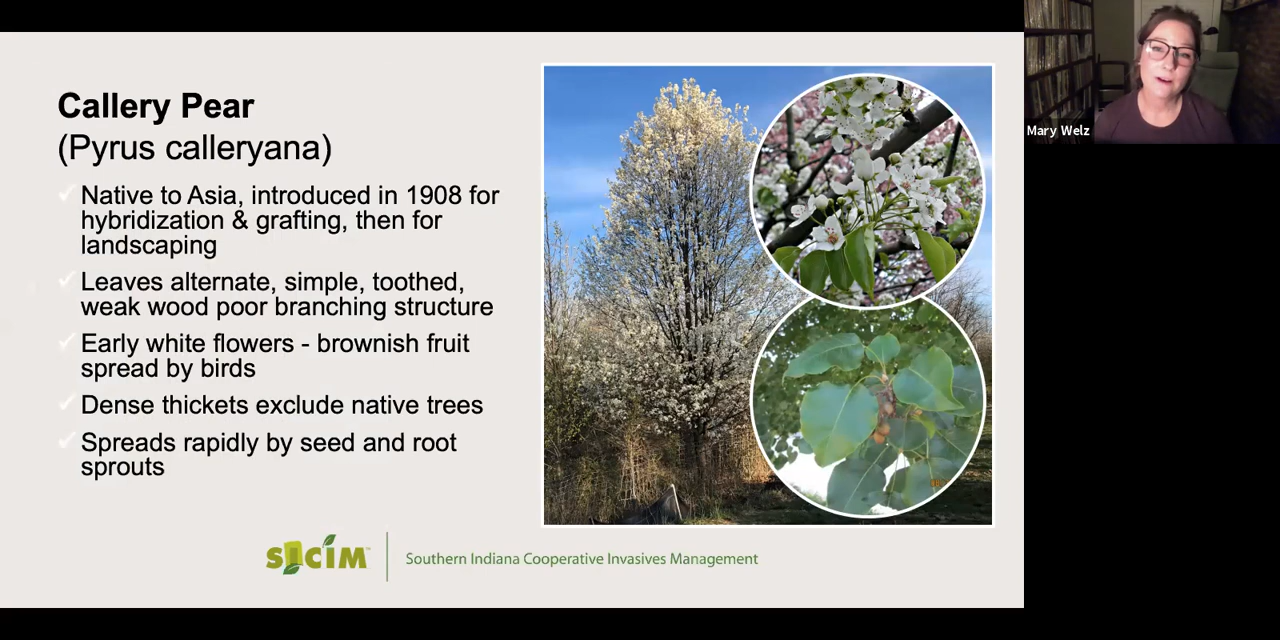 Callery Pear
(Pyrus calleryana)
Native to Asia, introduced in 1908 for
hybridization & grafting, then for
landscaping
Leaves alternate, simple, toothed,
weak wood poor branching structure
Early white flowers - brownish fruit
spread by birds
Dense thickets exclude native trees
Spreads rapidly by seed and root
sprouts
SICIM™
Southern Indiana Cooperative Invasives Management
Mary Welz